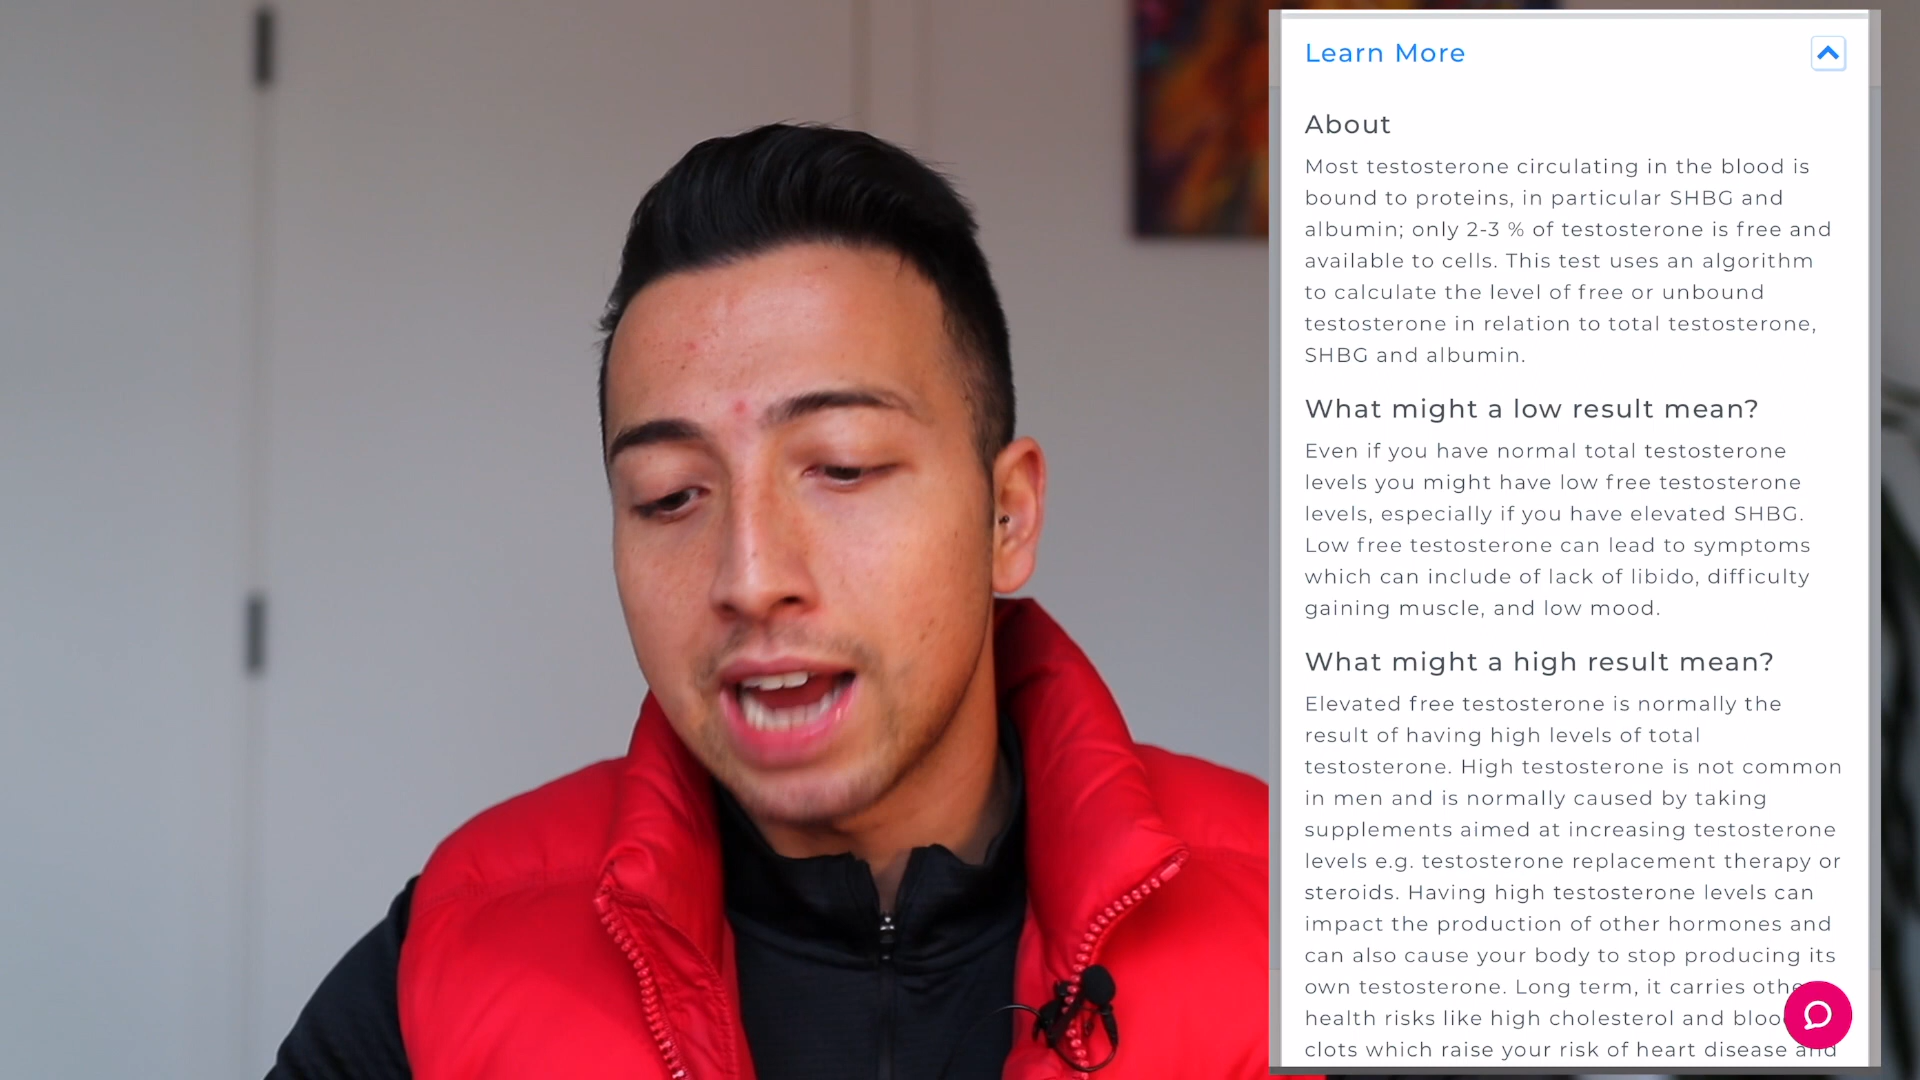 Learn More
About
Most testosterone circulating in the blood is
bound to proteins, in particular SHBG and
albumin; only 2-3 % of testosterone is free and
available to cells. This test uses an algorithm
to calculate the level of free or unbound
testosterone in relation to total testosterone,
SHBG and albumin.
What might a low result mean?
Even if you have normal total testosterone
levels you might have low free testosterone
levels, especially if you have elevated SHBG.
Low free testosterone can lead to symptoms
which can include of lack of libido, difficulty
gaining muscle, and low mood.
What might a high result mean?
Elevated free testosterone is normally the
result of having high levels of total
testosterone. High testosterone is not common
in men and is normally caused by taking
supplements aimed at increasing testosterone
levels e.g. testosterone replacement therapy or
steroids. Having high testosterone levels can
impact the production of other hormones and
can also cause your body to stop producing its
own testosterone. Long term, it carries
health risks like high cholesterol and
clots which raise your risk of heart disease and